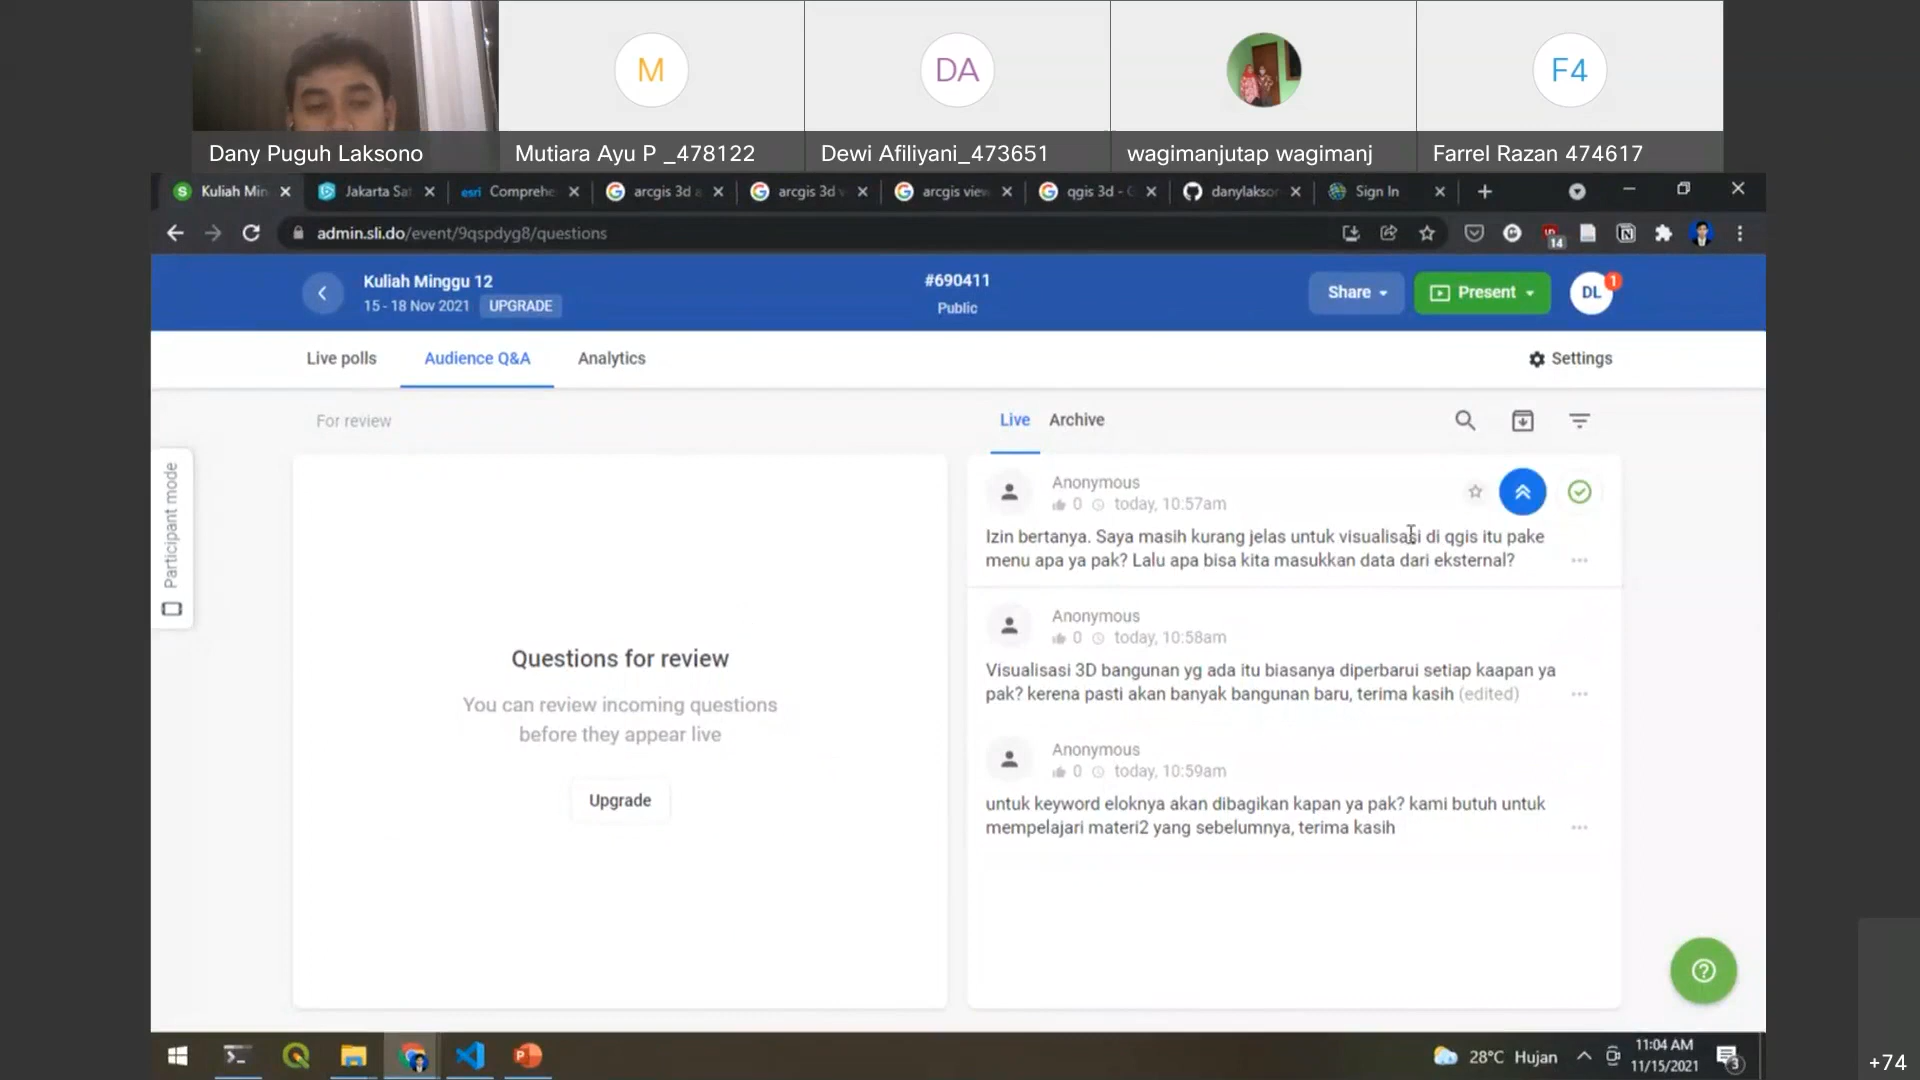 M
DA
F4
Dany Puguh Laksono
Mutiara Ayu P _478122
Dewi Afiliyani_473651
wagimanjutap wagimanj
Farrel Razan 474617
S Kuliah Min
Jakarta Sat
esri Comprehe
arcgis 3d a
arcgis 3d v
arcgis view
qgis 3d - G
danylakso
Sign In
admin.sli.do/event/9qspdyg8/questions
14
Kuliah Minggu 12
15 - 18 Nov 2021 UPGRADE
#690411
Public
Share
Present
DL
1
Live polls
Audience Q&A
Analytics
Settings
For review
Live
Archive
Participant mode
Questions for review
You can review incoming questions
before they appear live
Upgrade
Anonymous
0 today, 10:57am
Izin bertanya. Saya masih kurang jelas untuk visualisasi di qgis itu pake
menu apa ya pak? Lalu apa bisa kita masukkan data dari eksternal?
Anonymous
0 today, 10:58am
Visualisasi 3D bangunan yg ada itu biasanya diperbarui setiap kaapan ya
pak? kerena pasti akan banyak bangunan baru, terima kasih (edited)
Anonymous
0 today, 10:59am
untuk keyword eloknya akan dibagikan kapan ya pak? kami butuh untuk
mempelajari materi2 yang sebelumnya, terima kasih
28°C Hujan
11:04 AM
11/15/2021
3
+74